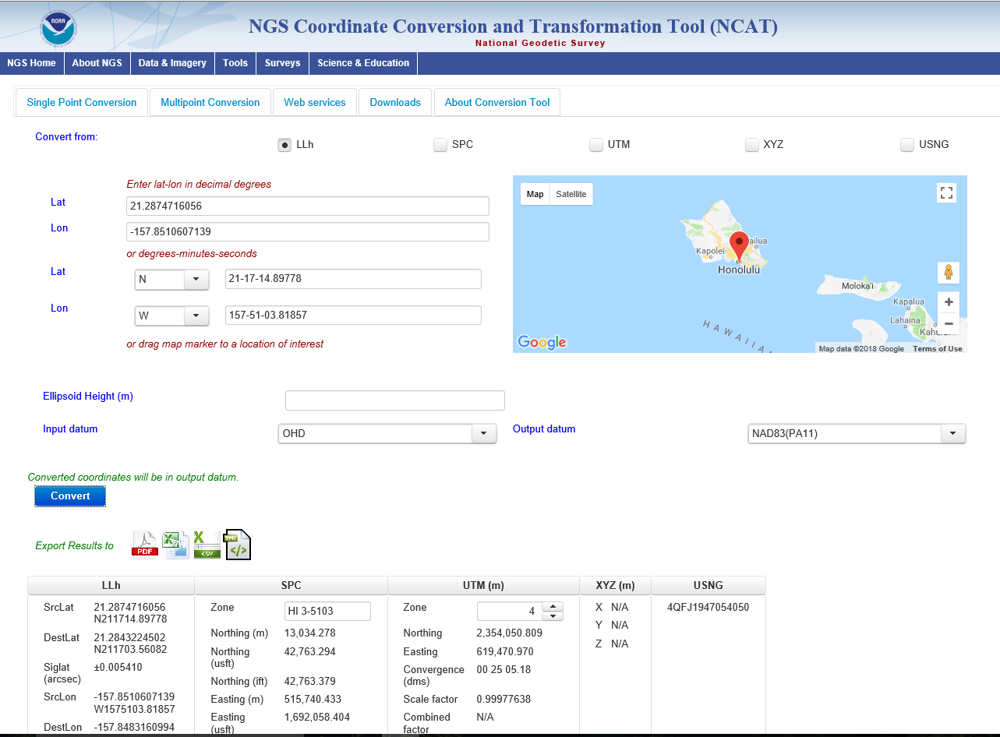 NOAA
NGS Coordinate Conversion and Transformation Tool (NCAT)
National Geodetic Survey
NGS Home About NGS Data & Imagery Tools Surveys Science & Education
Single Point Conversion Multipoint Conversion Web services Downloads About Conversion Tool
Convert from:
LLh SPC UTM XYZ USNG
Enter lat-lon in decimal degrees
Lat 21.2874716056
Lon -157.8510607139
or degrees-minutes-seconds
Lat N 21-17-14.89778
Lon W 157-51-03.81857
or drag map marker to a location of interest
Map Satellite
Kapolei ailua
Honolulu
Moloka'i
Kapalua
Lahaina
Kahu
HAWAIIA
Google
Map data ©2018 Google Terms of Use
Ellipsoid Height (m)
Input datum OHD Output datum NAD83(PA11)
Converted coordinates will be in output datum.
Convert
Export Results to PDF X X CSV XML </>
LLh SPC UTM (m) XYZ (m) USNG
SrcLat 21.2874716056
N211714.89778
DestLat 21.2843224502
N211703.56082
Siglat ±0.005410
(arcsec)
SrcLon -157.8510607139
W1575103.81857
DestLon -157.8483160994
Zone HI 3-5103
Northing (m) 13,034.278
Northing 42,763.294
(usft)
Northing (ift) 42,763.379
Easting (m) 515,740.433
Easting 1,692,058.404
(usft)
Zone 4
Northing 2,354,050.809
Easting 619,470.970
Convergence 00 25 05.18
(dms)
Scale factor 0.99977638
Combined N/A
factor
X N/A
Y N/A
Z N/A
4QFJ1947054050